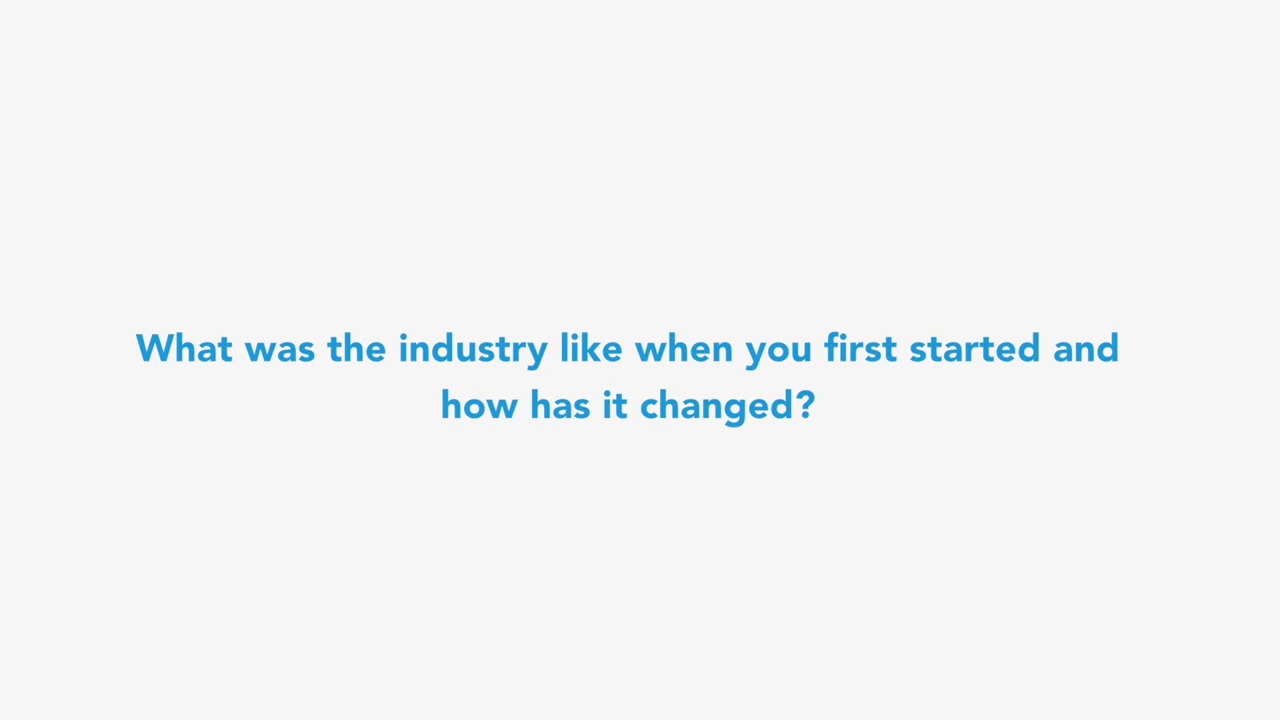 What was the industry like when you first started and
how has it changed?